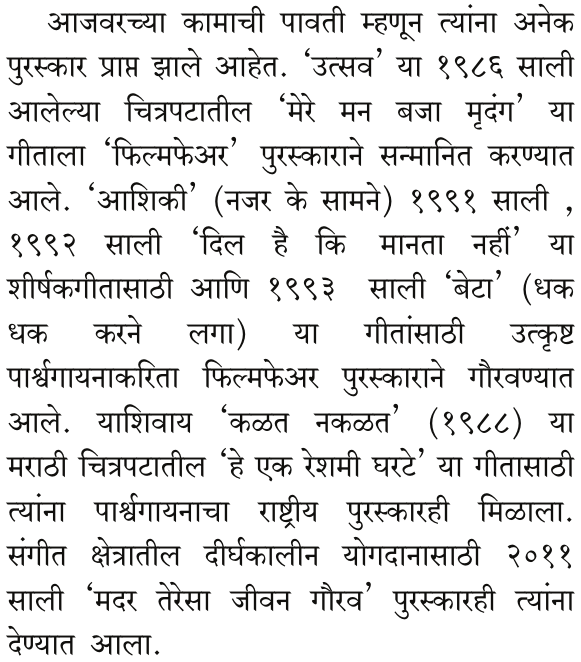 आजवरच्या कामाची पावती म्हणून त्यांना अनेक
पुरस्कार प्राप्त झाले आहेत. ‘उत्सव’ या १९८६ साली
आलेल्या चित्रपटातील ‘मेरे मन बजा मृदंग’ या
गीताला ‘फिल्मफेअर’ पुरस्काराने सन्मानित करण्यात
आले. ‘आशिकी’ (नजर के सामने) १९९१ साली ,
१९९२ साली ‘दिल है कि मानता नहीं’ या
शीर्षकगीतासाठी आणि १९९३ साली ‘बेटा’ (धक
धक करने लगा) या गीतांसाठी उत्कृष्ट
पार्श्वगायनाकरिता फिल्मफेअर पुरस्काराने गौरवण्यात
आले. याशिवाय ‘कळत नकळत’ (१९८८) या
मराठी चित्रपटातील ‘हे एक रेशमी घरटे’ या गीतासाठी
त्यांना पार्श्वगायनाचा राष्ट्रीय पुरस्कारही मिळाला.
संगीत क्षेत्रातील दीर्घकालीन योगदानासाठी २०११
साली ‘मदर तेरेसा जीवन गौरव’ पुरस्कारही त्यांना
देण्यात आला.